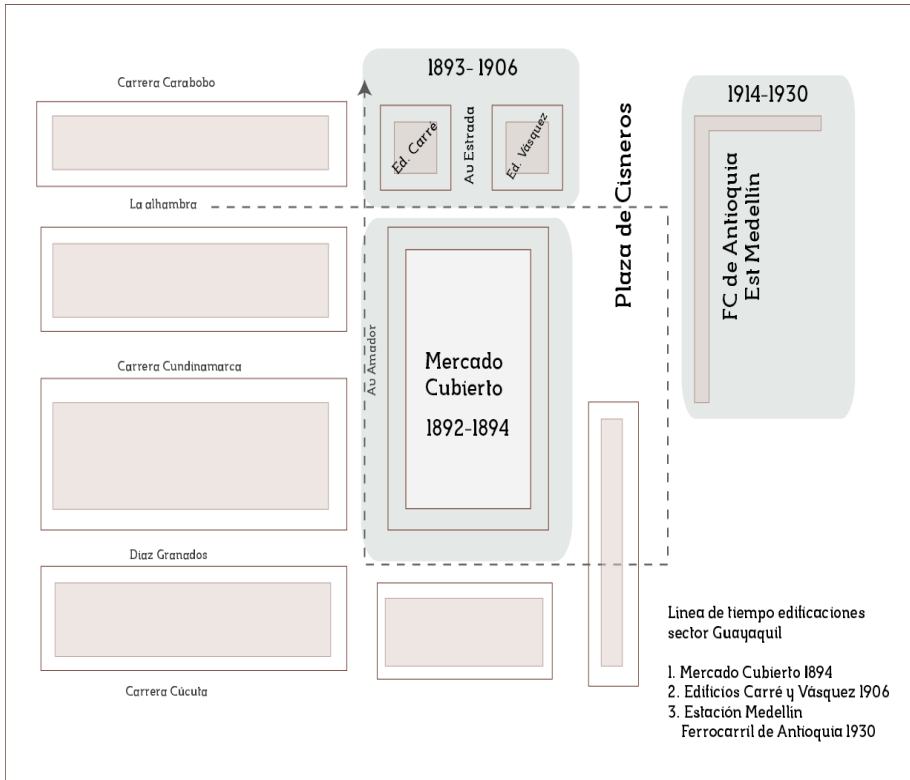 Carrera Carabobo
1893- 1906
1914-1930
Ed. Carré
Au Estrada
Ed. Vásquez
Plaza de Cisneros
FC de Antioquia
Est Medellín
La alhambra
Au Amador
Mercado
Cubierto
1892-1894
Carrera Cundinamarca
Diaz Granados
Carrera Cúcuta
Linea de tiempo edificaciones
sector Guayaquil
1. Mercado Cubierto 1894
2. Edificios Carré y Vásquez 1906
3. Estación Medellín
Ferrocarril de Antioquia 1930